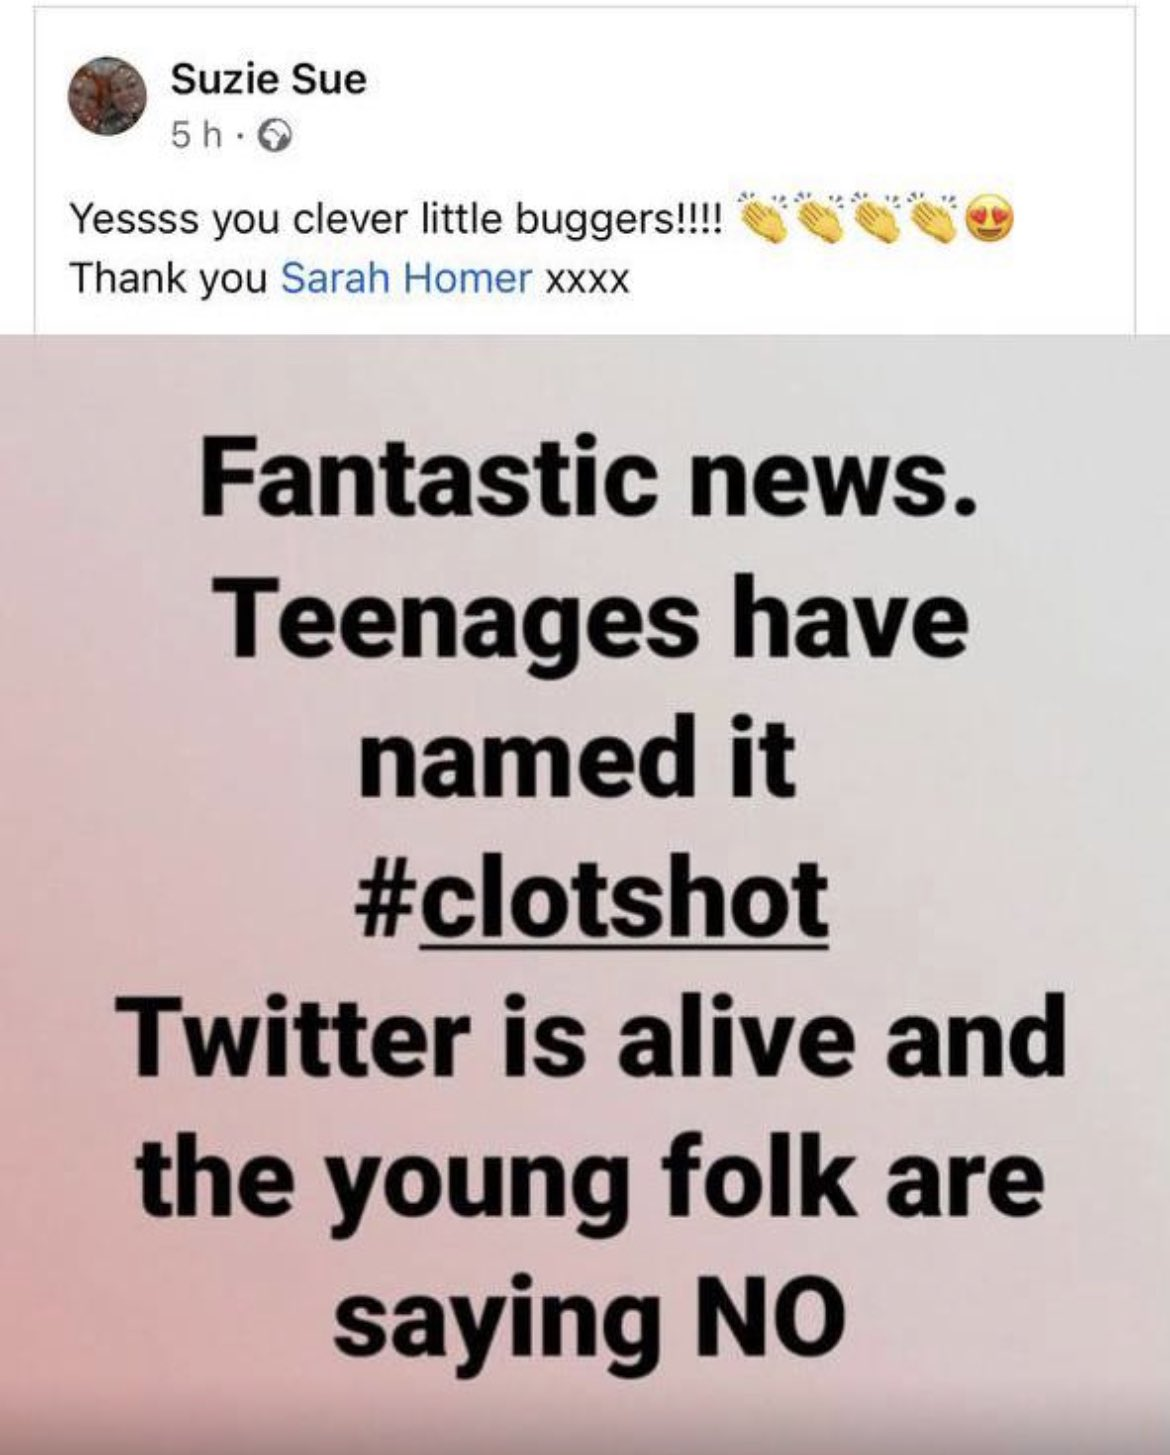 Suzie Sue
5 h ·
Yessss you clever little buggers!!!! 👏👏👏👏😍
Thank you Sarah Homer xxxx
Fantastic news.
Teenages have
named it
#clotshot
Twitter is alive and
the young folk are
saying NO